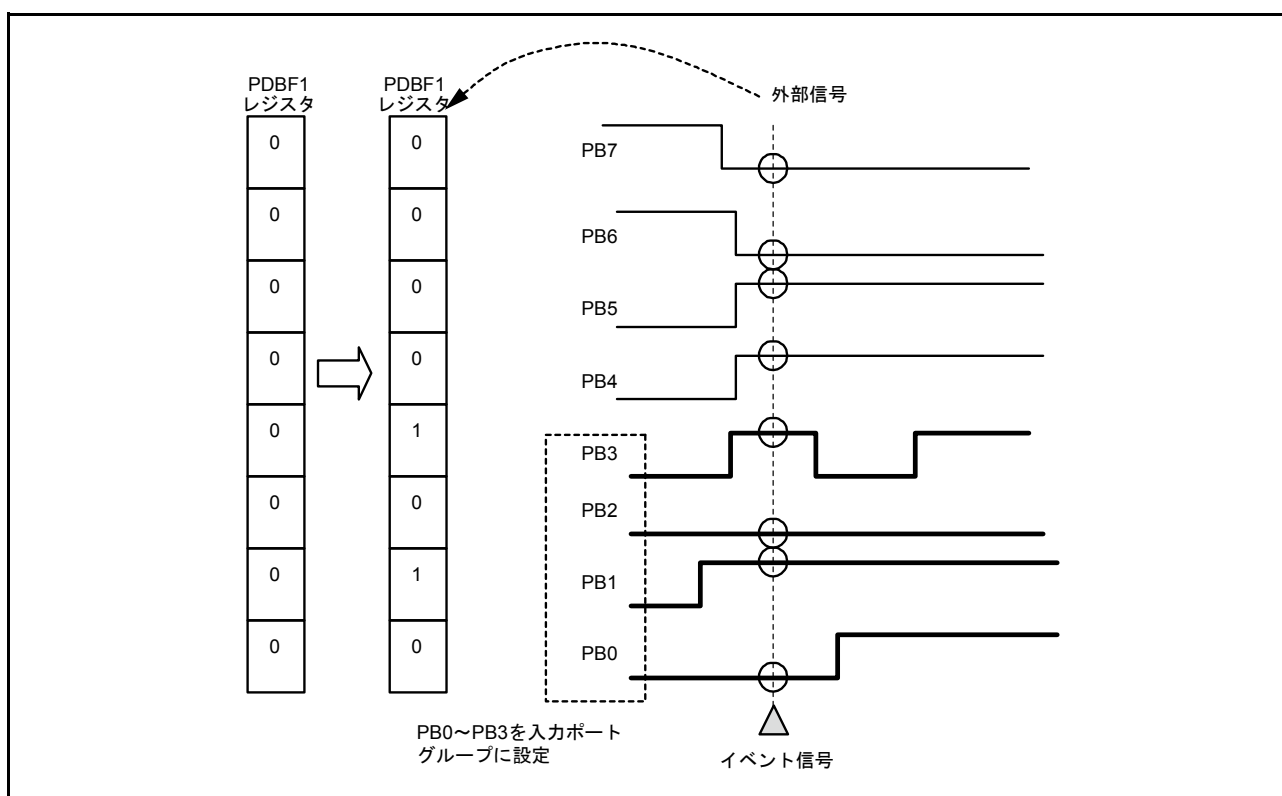 PDBF1
レジスタ
PDBF1
レジスタ
外部信号
0
0
PB7
0
0
PB6
0
0
PB5
0
0
PB4
0
1
PB3
0
0
PB2
0
1
PB1
0
0
PB0
PB0～PB3を入力ポート
グループに設定
イベント信号